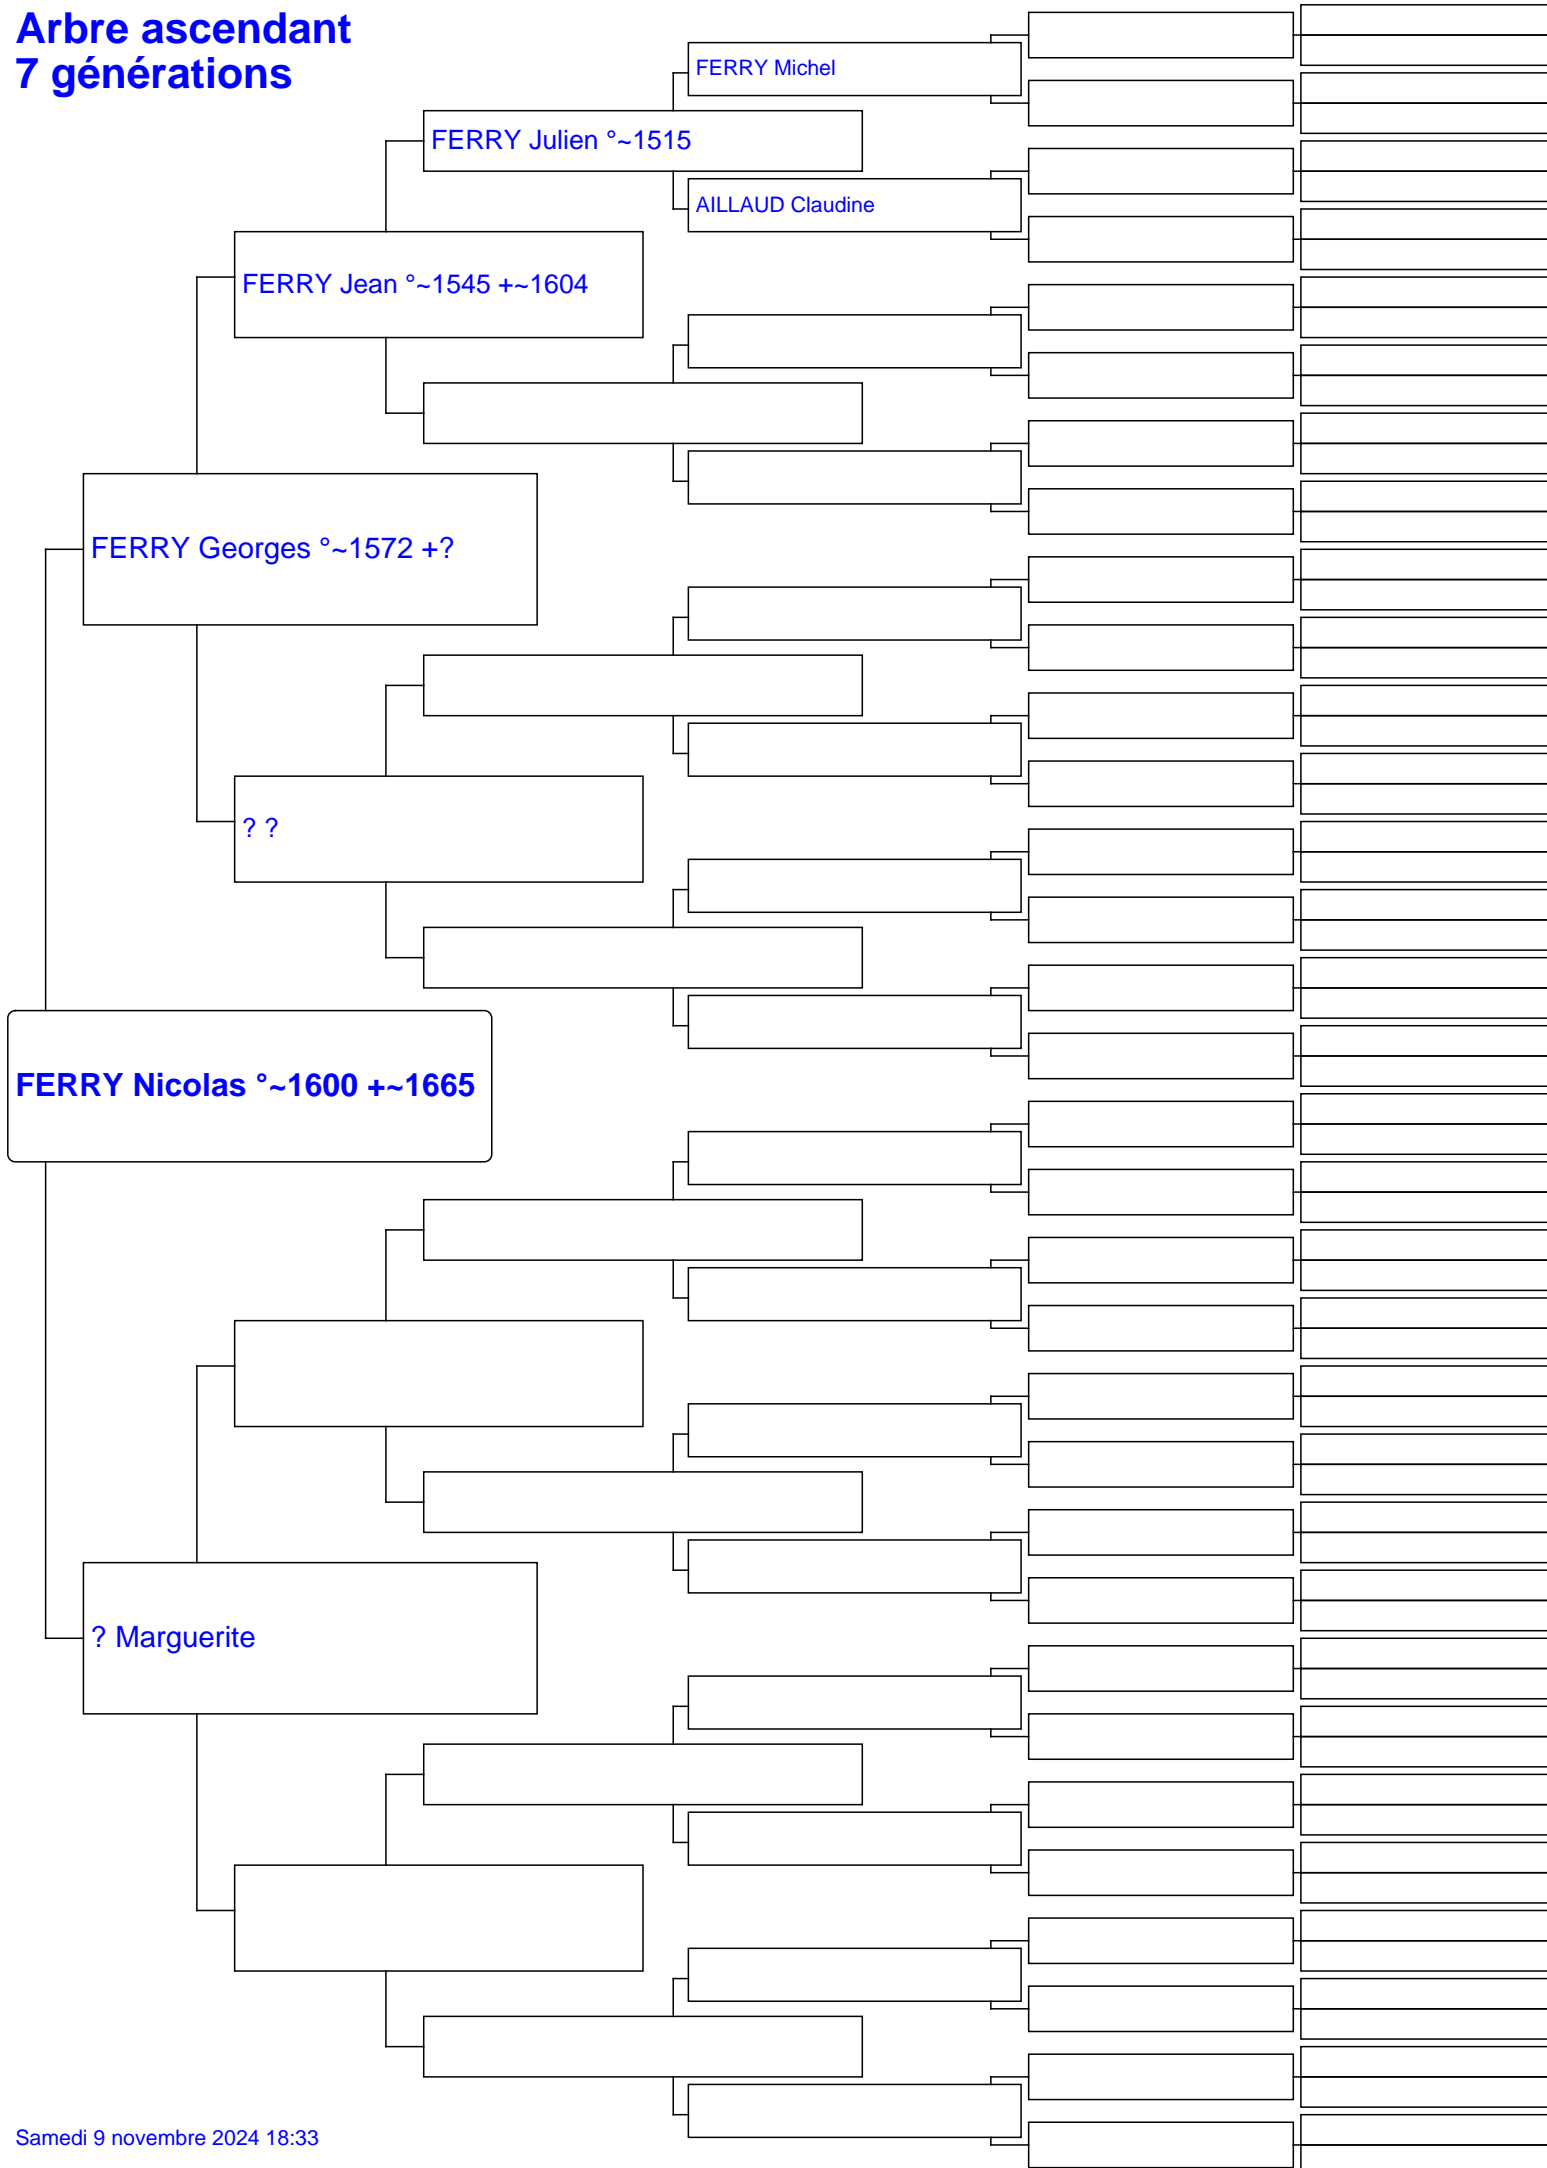 Arbre ascendant
7 générations
FERRY Michel
FERRY Julien °~1515
AILLAUD Claudine
FERRY Jean °~1545 +~1604
FERRY Georges °~1572 +?
? ?
FERRY Nicolas °~1600 +~1665
? Marguerite
Samedi 9 novembre 2024 18:33